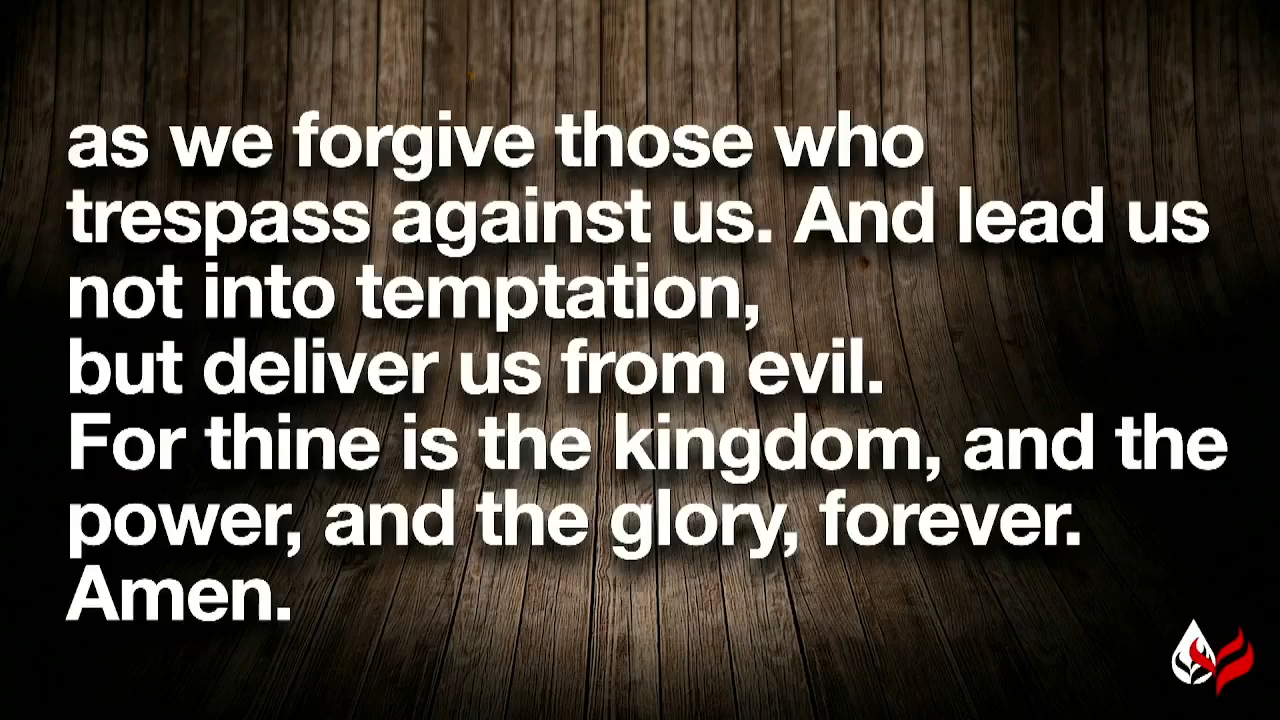 as we forgive those who
trespass against us. And lead us
not into temptation,
but deliver us from evil.
For thine is the kingdom, and the
power, and the glory, forever.
Amen.